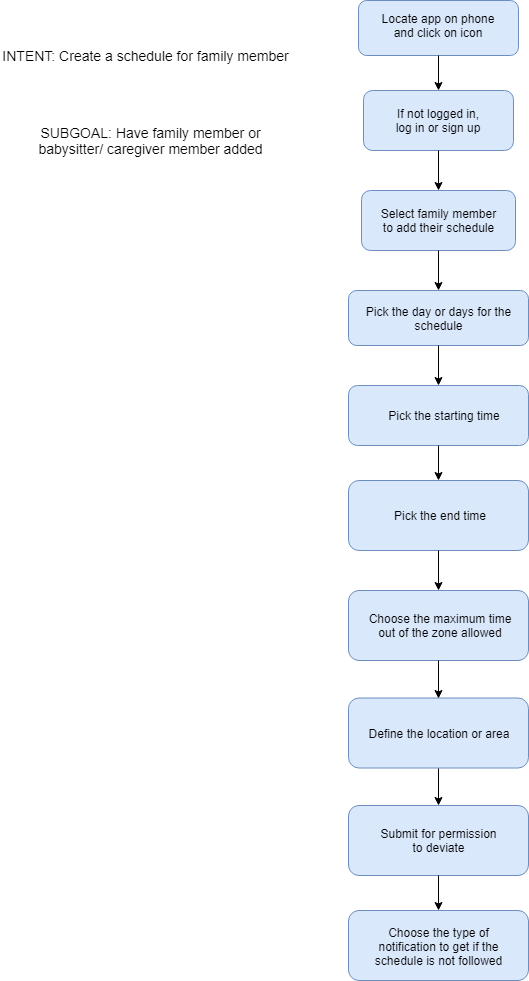 Locate app on phone
and click on icon
INTENT: Create a schedule for family member
If not logged in,
log in or sign up
SUBGOAL: Have family member or
babysitter/ caregiver member added
Select family member
to add their schedule
Pick the day or days for the
schedule
Pick the starting time
Pick the end time
Choose the maximum time
out of the zone allowed
Define the location or area
Submit for permission
to deviate
Choose the type of
notification to get if the
schedule is not followed